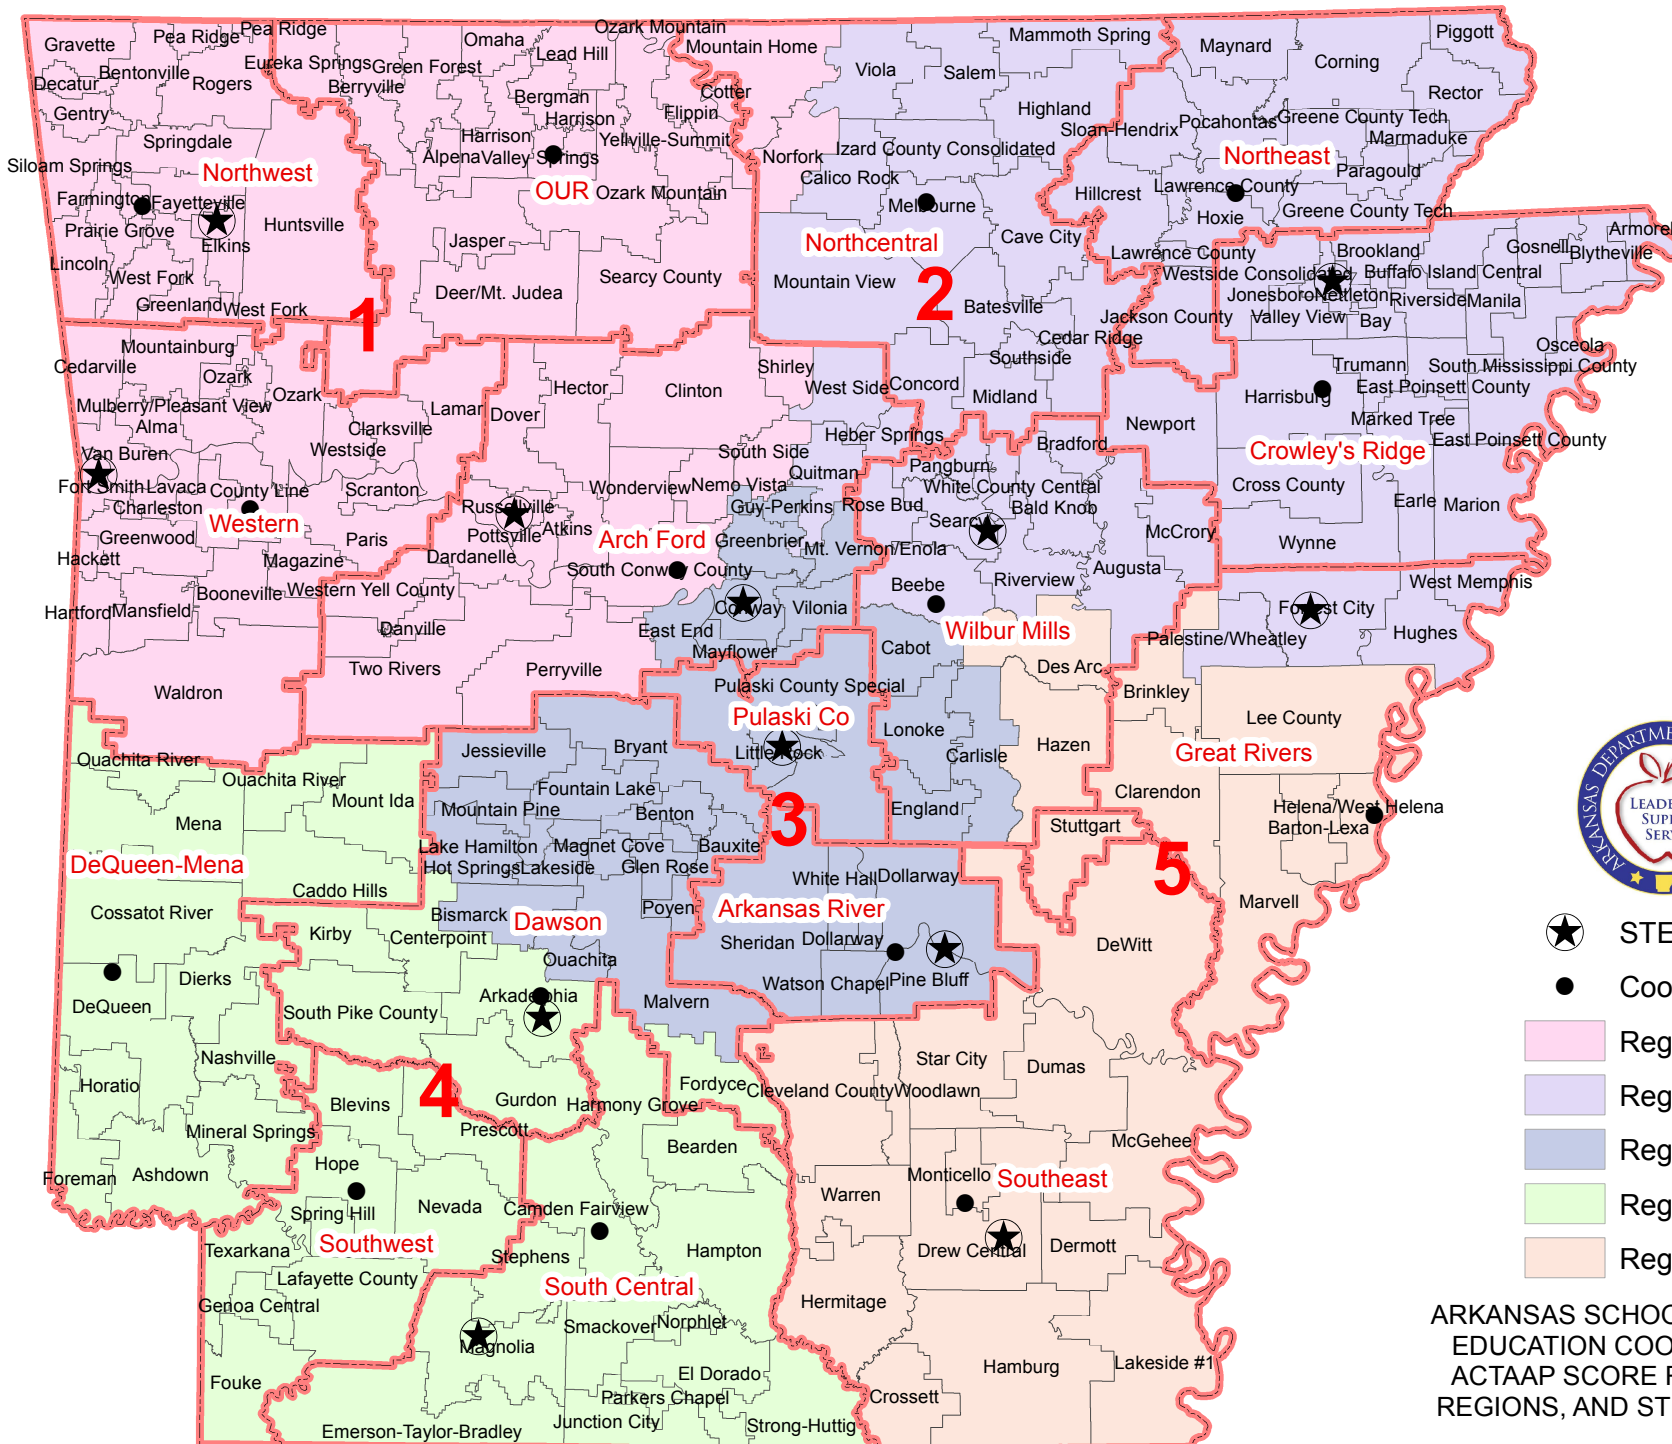 Gravette
Pea Ridge
Pea Ridge
Omaha
Ozark Mountain
Lead Hill
Mountain Home
Mammoth Spring
Maynard
Piggott
Decatur
Bentonville
Rogers
Eureka Springs
Green Forest
Berryville
Viola
Salem
Corning
Gentry
Bergman
Harrison
Cotter
Flippin
Highland
Rector
Springdale
Harrison
Yellville-Summit
Sloan-Hendrix
Pocahontas
Greene County Tech
Marmaduke
Siloam Springs
Northwest
Alpena
Valley Springs
OUR
Norfork
Izard County Consolidated
Calico Rock
Northeast
Paragould
Farmington
Fayetteville
Ozark Mountain
Melbourne
Hillcrest
Lawrence County
Hoxie
Greene County Tech
Prairie Grove
Elkins
Huntsville
Jasper
Northcentral
Cave City
Lawrence County
Brookland
Gosnell
Armorel
Blytheville
Lincoln
West Fork
Searcy County
Mountain View
2
Westside Consolidated
Buffalo Island Central
Greenland
West Fork
1
Deer/Mt. Judea
Batesville
Jackson County
Jonesboro
Nettleton
Riverside
Manila
Valley View
Bay
Cedarville
Mountainburg
Southside
Cedar Ridge
Osceola
Ozark
Ozark
Hector
Clinton
Shirley
West Side
Concord
Midland
Trumann
South Mississippi County
Harrisburg
East Poinsett County
Mulberry/Pleasant View
Alma
Lamar
Dover
Clarksville
Westside
Heber Springs
Bradford
Newport
Marked Tree
East Poinsett County
Crowley's Ridge
Van Buren
South Side
Quitman
Pangburn
White County Central
Cross County
Earle
Marion
Fort Smith
Lavaca
County Line
Scranton
Wonderview
Nemo Vista
Charleston
Western
Russellville
Guy-Perkins
Rose Bud
Searcy
Bald Knob
McCrory
Wynne
Greenwood
Paris
Pottsville
Atkins
Arch Ford
Greenbrier
Mt. Vernon/Enola
Hackett
Magazine
Dardanelle
South Conway County
Beebe
Riverview
Augusta
West Memphis
Hartford
Mansfield
Booneville
Western Yell County
Conway
Vilonia
Forrest City
Danville
East End
Mayflower
Wilbur Mills
Palestine/Wheatley
Hughes
Waldron
Two Rivers
Perryville
Cabot
Des Arc
Pulaski County Special
Brinkley
Pulaski Co
Lee County
Ouachita River
Jessieville
Bryant
Little Rock
Lonoke
Hazen
Great Rivers
Ouachita River
Carlisle
Mount Ida
Fountain Lake
Mountain Pine
Benton
England
Clarendon
Helena/West Helena
Mena
3
Stuttgart
Barton-Lexa
DeQueen-Mena
Lake Hamilton
Magnet Cove
Bauxite
Hot Springs
Lakeside
Glen Rose
5
Caddo Hills
White Hall
Dollarway
Cossatot River
Bismarck
Dawson
Poyen
Arkansas River
Marvell
Kirby
Centerpoint
Sheridan
Dollarway
DeWitt
Dierks
Ouachita
Watson Chapel
Pine Bluff
DeQueen
South Pike County
Arkadelphia
Malvern
Nashville
Star City
Dumas
Horatio
4
Gurdon
Fordyce
Cleveland County
Woodlawn
Blevins
Harmony Grove
Mineral Springs
Prescott
Bearden
McGehee
Foreman
Ashdown
Hope
Monticello
Southeast
Spring Hill
Nevada
Camden Fairview
Warren
Texarkana
Southwest
Stephens
Hampton
Drew Central
Dermott
Lafayette County
South Central
Genoa Central
Hermitage
Smackover
Norphlet
Magnolia
El Dorado
Hamburg
Lakeside #1
Fouke
Parkers Chapel
Crossett
Junction City
Strong-Huttig
Emerson-Taylor-Bradley
ARKANSAS DEPARTME
LEADE
SUP
SER
STE
Coo
Reg
Reg
Reg
Reg
Reg
ARKANSAS SCHOO
EDUCATION COO
ACTAAP SCORE
REGIONS, AND ST